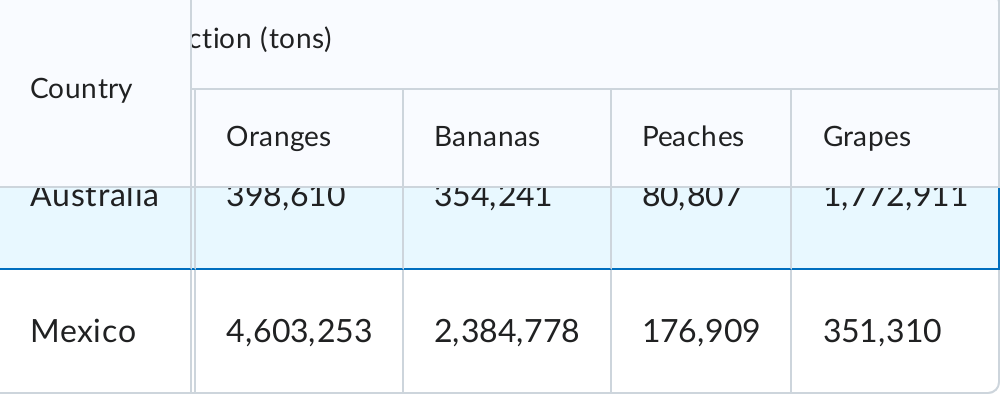 ction (tons)
Country
Oranges Bananas Peaches Grapes
Australia 398,610 354,241 80,807 1,772,911
Mexico 4,603,253 2,384,778 176,909 351,310